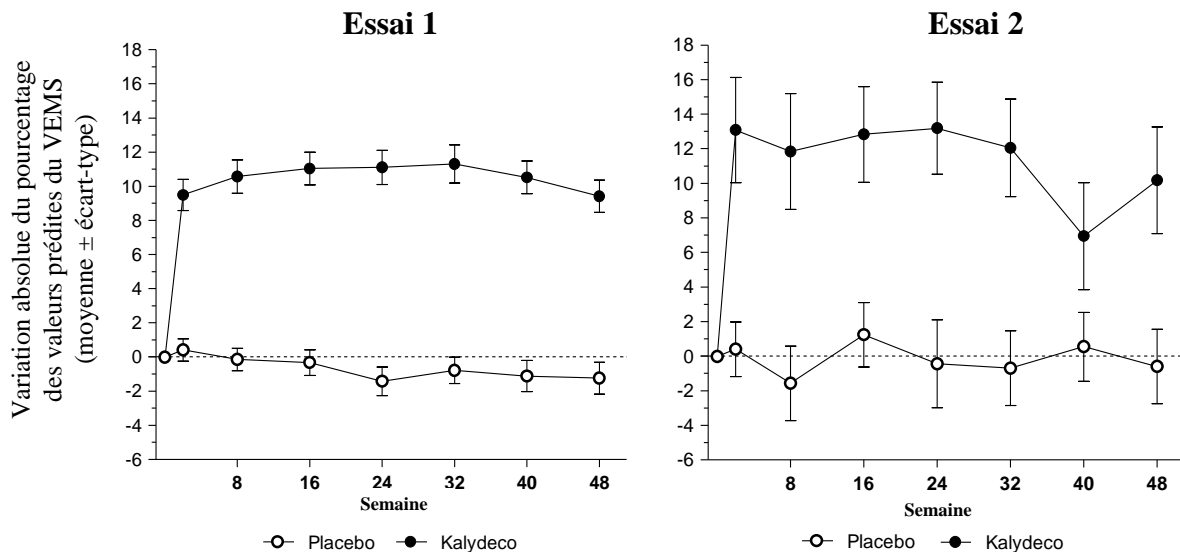 Essai 1
Variation absolue du pourcentage
des valeurs prédites du VEMS
(moyenne ± écart-type)
18
16
14
12
10
8
6
4
2
0
-2
-4
-6
8 16 24 32 40 48
Semaine
Placebo Kalydeco
Essai 2
18
16
14
12
10
8
6
4
2
0
-2
-4
-6
8 16 24 32 40 48
Semaine
Placebo Kalydeco